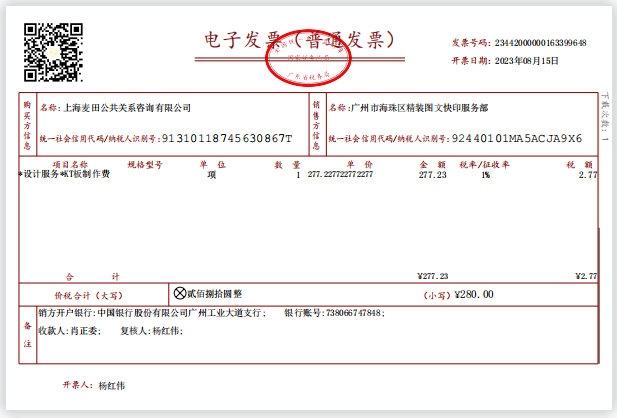 电子发票（普通发票）
发票号码：23442000000163399648
开票日期：2023年08月15日
国家税务总局
广东省税务局
下载次数：1
购买方信息
名称：上海麦田公共关系咨询有限公司
统一社会信用代码/纳税人识别号：91310118745630867T
销售方信息
名称：广州市海珠区精装图文快印服务部
统一社会信用代码/纳税人识别号：92440101MA5ACJA9X6
项目名称 规格型号 单 位 数 量 单 价 金 额 税率/征收率 税 额
*设计服务*KT板制作费 项 1 277.227722772277 277.23 1% 2.77
合 计 ¥277.23 ¥2.77
价税合计（大写） 贰佰捌拾圆整 （小写）¥280.00
备注
销方开户银行：中国银行股份有限公司广州工业大道支行； 银行账号：738066747848；
收款人：肖正委； 复核人：杨红伟；
开票人：杨红伟